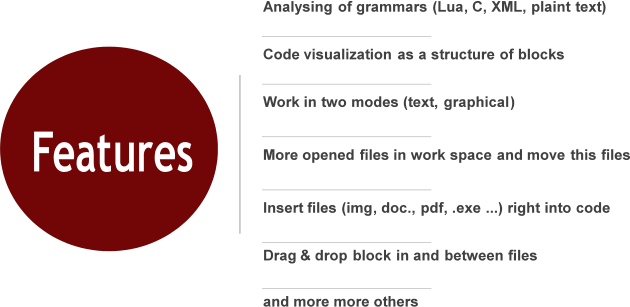 Features
Analysing of grammars (Lua, C, XML, plaint text)
Code visualization as a structure of blocks
Work in two modes (text, graphical)
More opened files in work space and move this files
Insert files (img, doc., pdf, .exe ...) right into code
Drag & drop block in and between files
and more more others